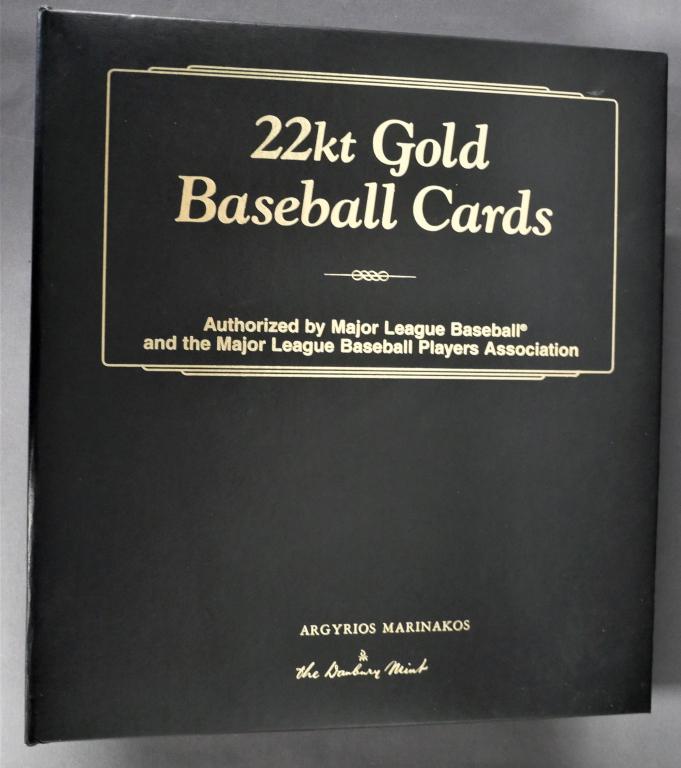 22kt Gold
Baseball Cards
Authorized by Major League Baseball®
and the Major League Baseball Players Association
ARGYRIOS MARINAKOS
the Danbury Mint